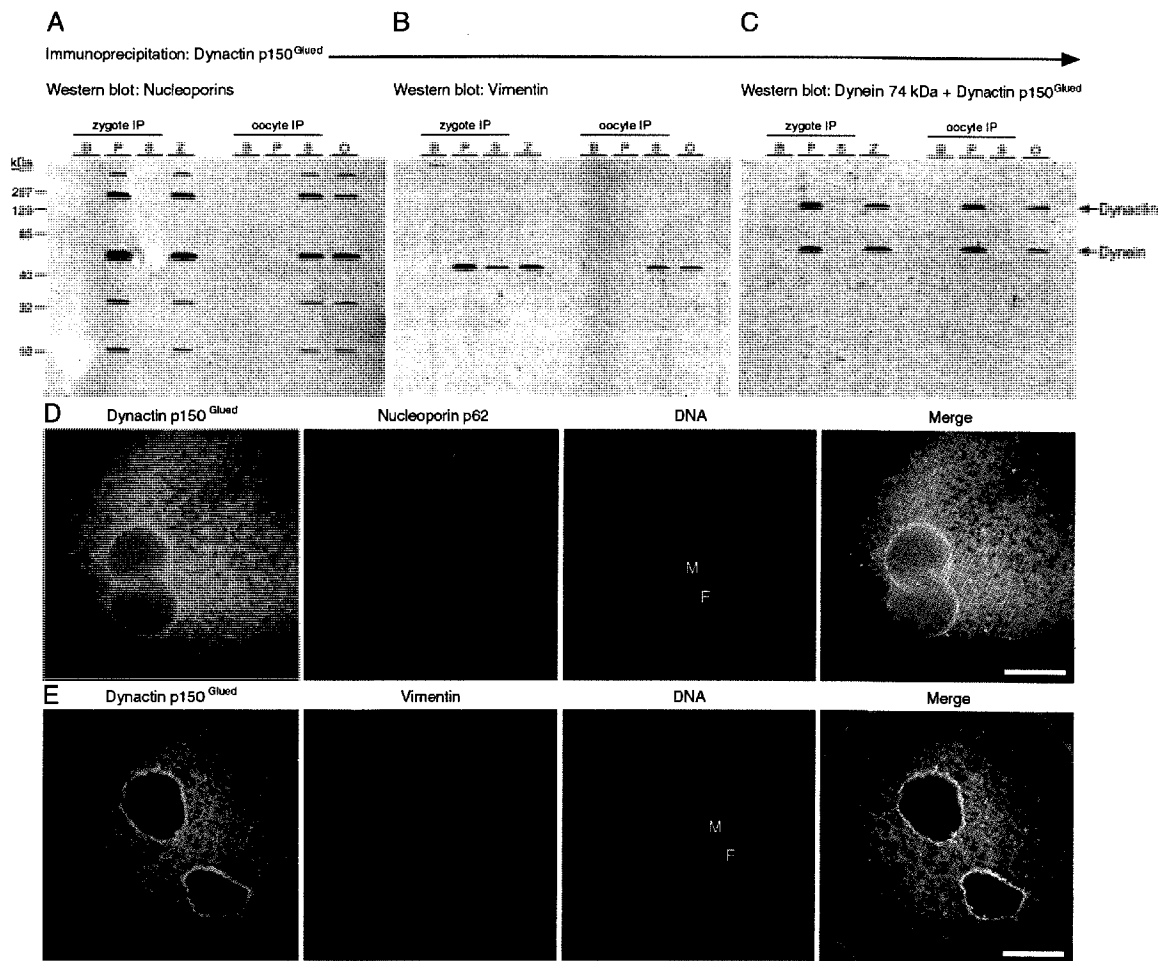 A
B
C
Immunoprecipitation: Dynactin p150Glued
Western blot: Nucleoporins
Western blot: Vimentin
Western blot: Dynein 74 kDa + Dynactin p150Glued
zygote IP
oocyte IP
zygote IP
oocyte IP
zygote IP
oocyte IP
B P S Z B P S O
B P S Z B P S O
B P S Z B P S O
kDa
Dynactin
Dynein
D
Dynactin p150Glued
Nucleoporin p62
DNA
Merge
M
F
E
Dynactin p150Glued
Vimentin
DNA
Merge
M
F